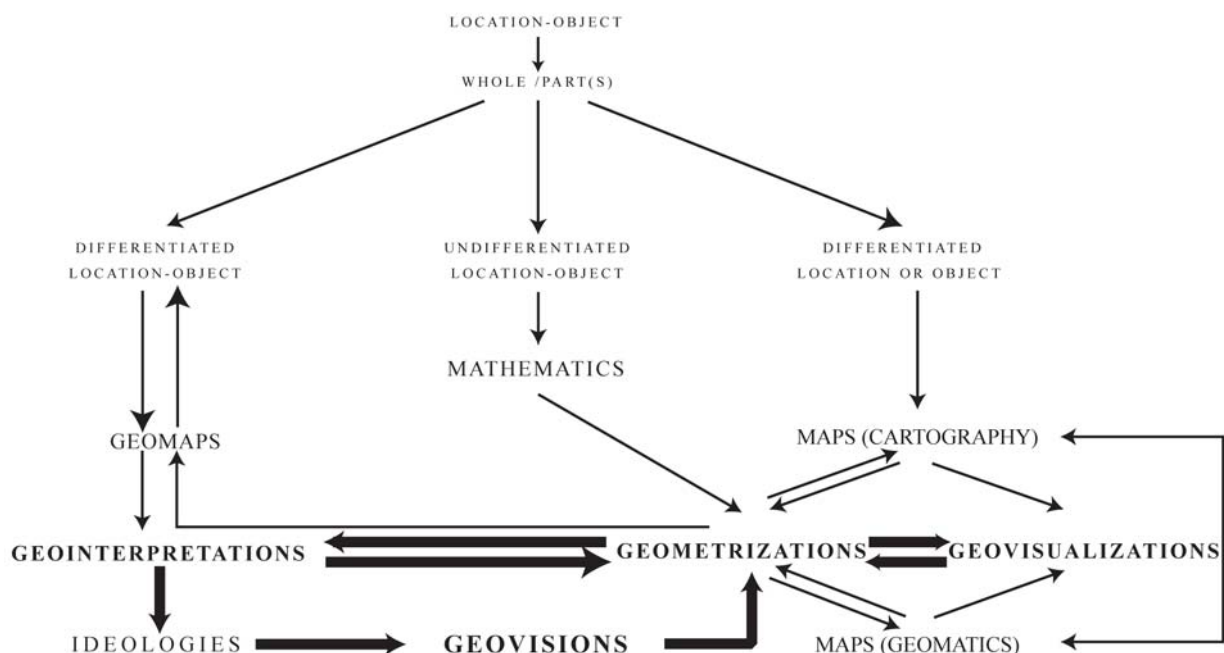 LOCATION-OBJECT
WHOLE /PART(S)
DIFFERENTIATED
LOCATION-OBJECT
UNDIFFERENTIATED
LOCATION-OBJECT
DIFFERENTIATED
LOCATION OR OBJECT
MATHEMATICS
GEOMAPS
MAPS (CARTOGRAPHY)
GEOINTERPRETATIONS
GEOMETRIZATIONS
GEOVISUALIZATIONS
IDEOLOGIES
GEOVISIONS
MAPS (GEOMATICS)